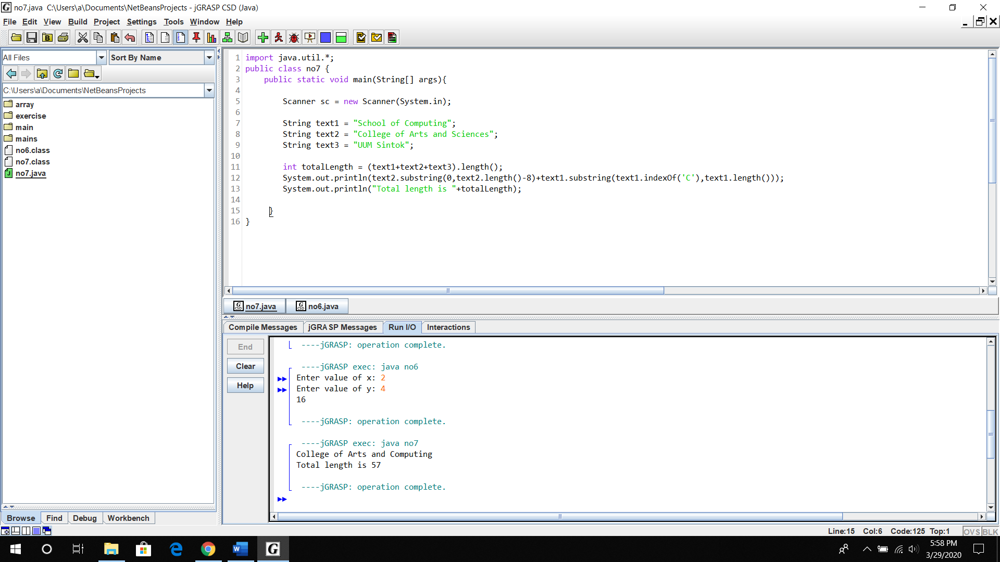 no7.java  C:\Users\a\Documents\NetBeansProjects - jGRASP CSD (Java)
File Edit View Build Project Settings Tools Window Help
All Files
Sort By Name
C:\Users\a\Documents\NetBeansProjects
array
exercise
main
mains
no6.class
no7.class
no7.java
Browse Find Debug Workbench
1 import java.util.*;
2 public class no7 {
3     public static void main(String[] args){
4
5         Scanner sc = new Scanner(System.in);
6
7         String text1 = "School of Computing";
8         String text2 = "College of Arts and Sciences";
9         String text3 = "UUM Sintok";
10
11         int totalLength = (text1+text2+text3).length();
12         System.out.println(text2.substring(0,text2.length()-8)+text1.substring(text1.indexOf('C'),text1.length()));
13         System.out.println("Total length is "+totalLength);
14
15     }
16 }
no7.java no6.java
Compile Messages jGRASP Messages Run I/O Interactions
End
Clear
Help
----jGRASP: operation complete.
----jGRASP exec: java no6
Enter value of x: 2
Enter value of y: 4
16
----jGRASP: operation complete.
----jGRASP exec: java no7
College of Arts and Computing
Total length is 57
----jGRASP: operation complete.
Line:15 Col:6 Code:125 Top:1 OVS BLK
5:58 PM
3/29/2020